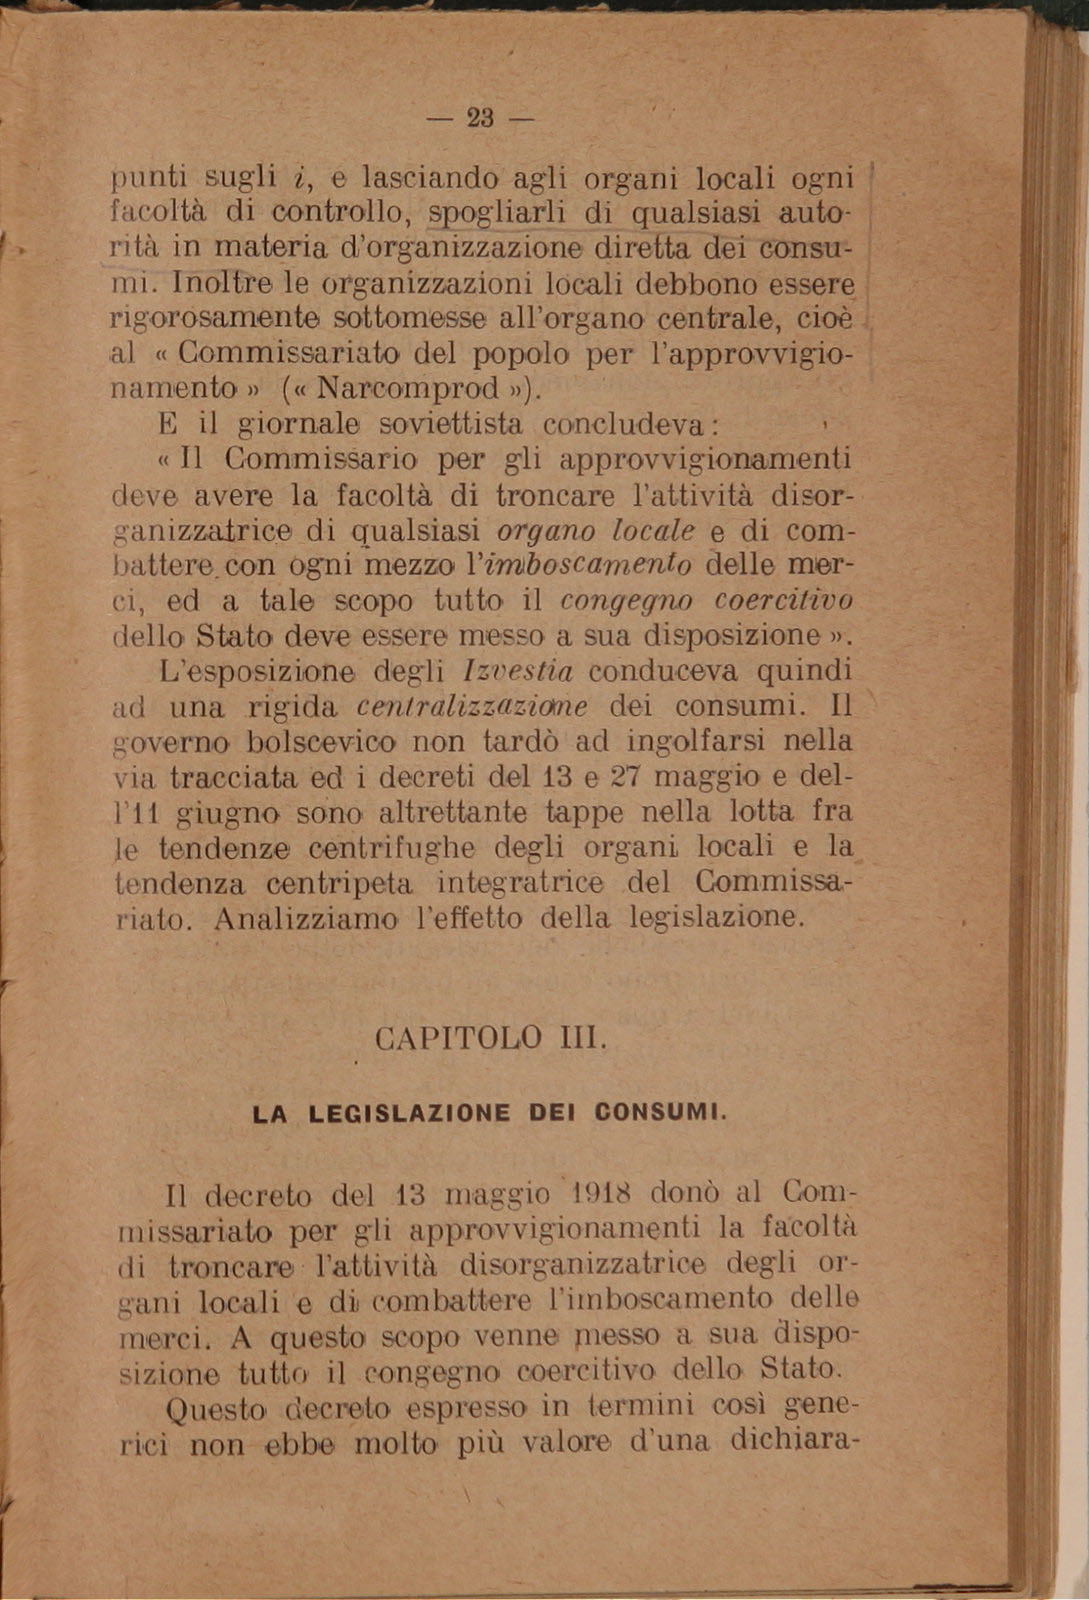 — 23 —
punti sugli i, e lasciando agli organi locali ogni
facoltà di controllo, spogliarli di qualsiasi auto-
rità in materia d'organizzazione diretta dei consu-
mi. Inoltre le organizzazioni locali debbono essere
rigorosamente sottomesse all'organo centrale, cioè
al « Commissariato del popolo per l'approvvigio-
namento » (« Narcomprod »).
E il giornale soviettista concludeva:
« Il Commissario per gli approvvigionamenti
deve avere la facoltà di troncare l'attività disor-
ganizzatrice di qualsiasi organo locale e di com-
battere con ogni mezzo l'imboscamento delle mer-
ci, ed a tale scopo tutto il congegno coercitivo
dello Stato deve essere messo a sua disposizione ».
L'esposizione degli Izvestia conduceva quindi
ad una rigida centralizzazione dei consumi. Il
governo bolscevico non tardò ad ingolfarsi nella
via tracciata ed i decreti del 13 e 27 maggio e del-
l'11 giugno sono altrettante tappe nella lotta fra
le tendenze centrifughe degli organi locali e la
tendenza centripeta integratrice del Commissa-
riato. Analizziamo l'effetto della legislazione.
CAPITOLO III.
LA LEGISLAZIONE DEI CONSUMI.
Il decreto del 13 maggio 1918 donò al Com-
missariato per gli approvvigionamenti la facoltà
di troncare l'attività disorganizzatrice degli or-
gani locali e di combattere l'imboscamento delle
merci. A questo scopo venne messo a sua dispo-
sizione tutto il congegno coercitivo dello Stato.
Questo decreto espresso in termini così gene-
rici non ebbe molto più valore d'una dichiara-